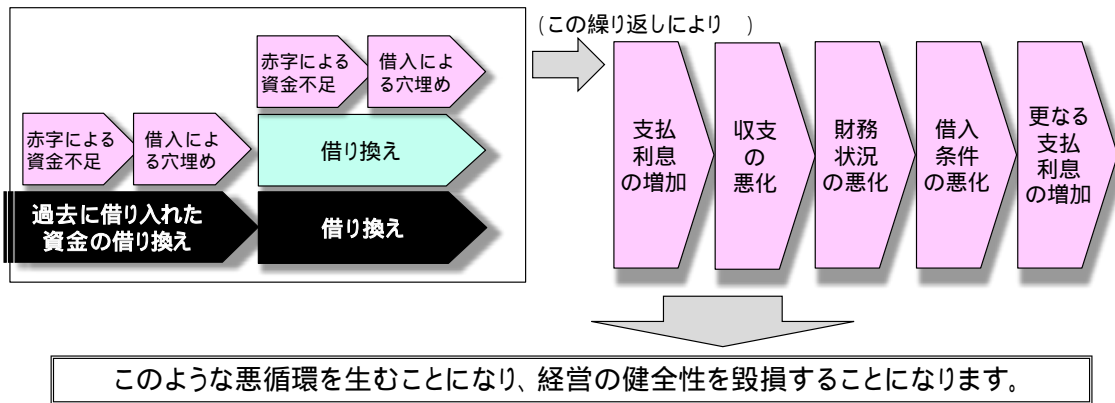 (この繰り返しにより　)
赤字による
資金不足
借入によ
る穴埋め
赤字による
資金不足
借入によ
る穴埋め
借り換え
過去に借り入れた
資金の借り換え
借り換え
支払
利息
の増加
収支
の
悪化
財務
状況
の悪化
借入
条件
の悪化
更なる
支払
利息
の増加
このような悪循環を生むことになり、経営の健全性を毀損することになります。